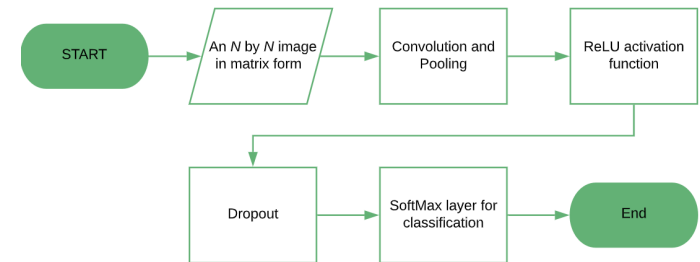 START
An N by N image
in matrix form
Convolution and
Pooling
ReLU activation
function
Dropout
SoftMax layer for
classification
End